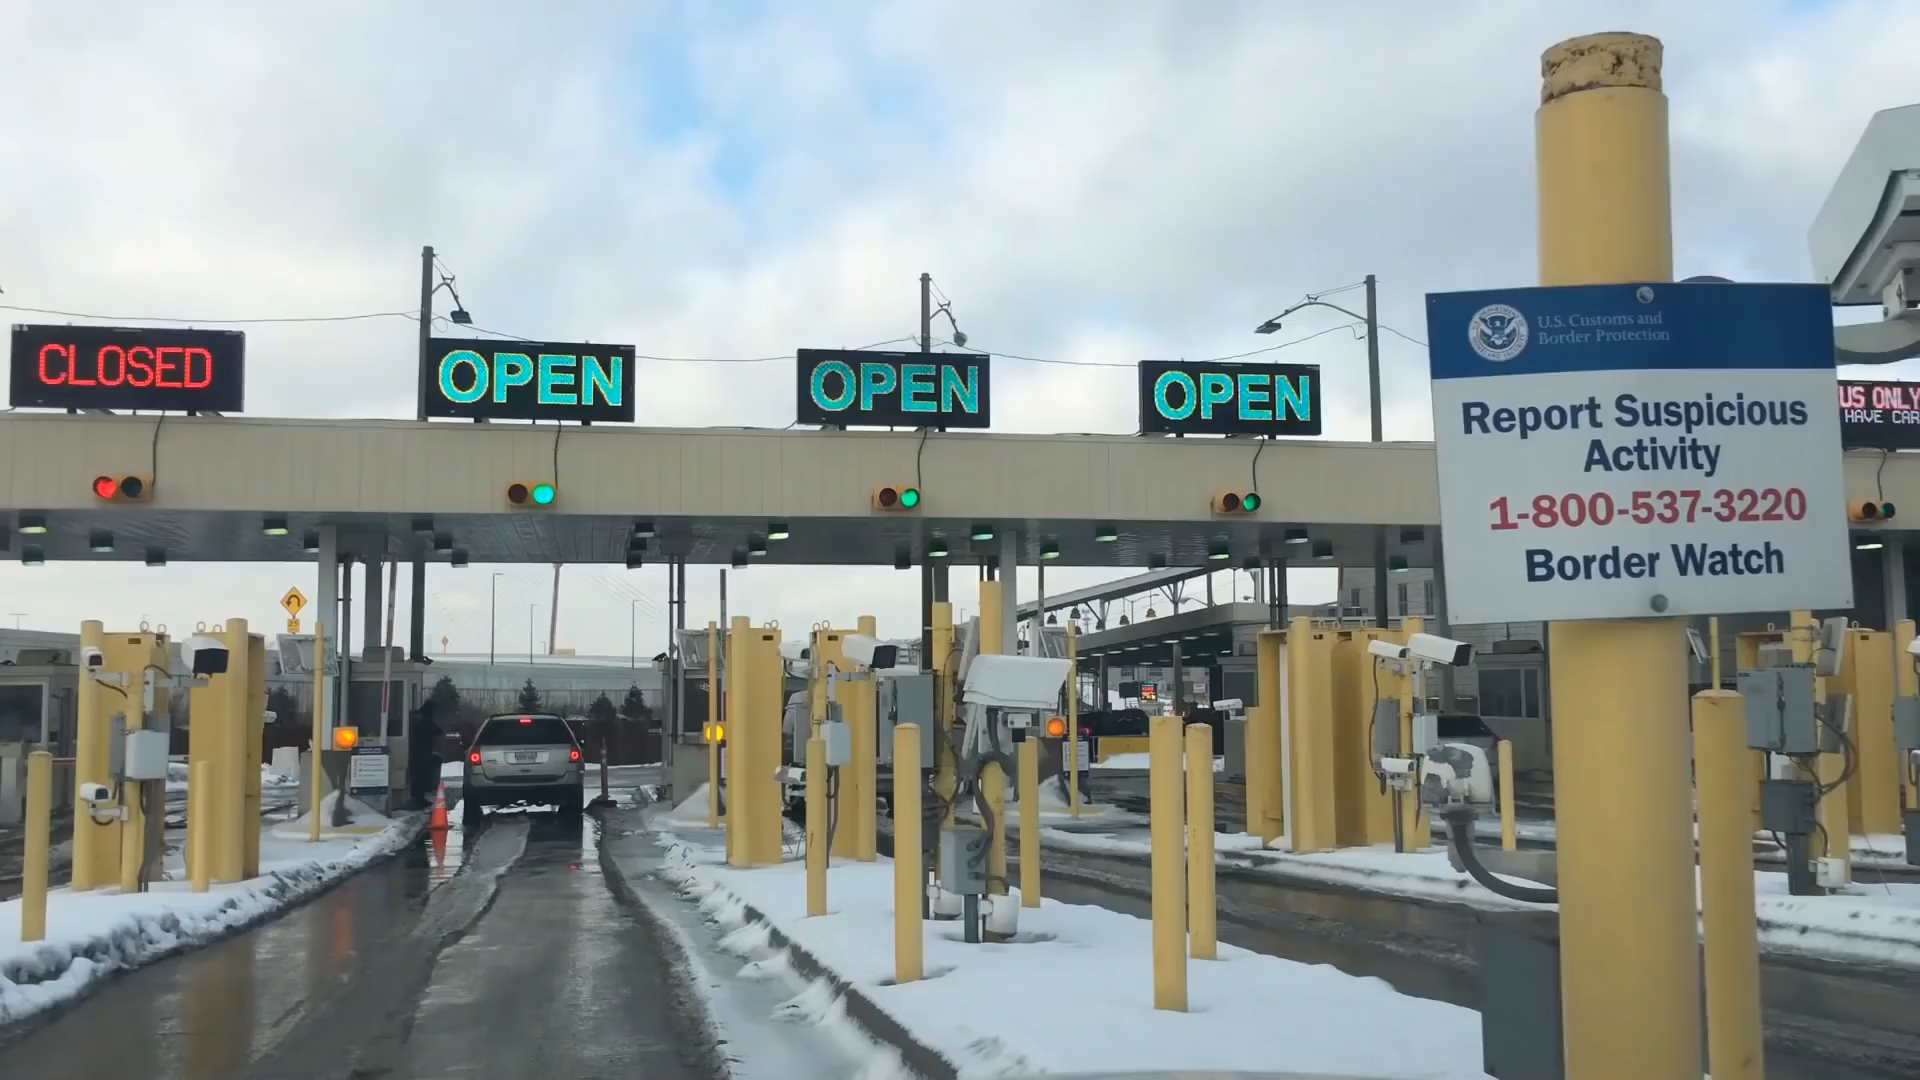 CLOSED
OPEN
OPEN
OPEN
U.S. Customs and
Border Protection
Report Suspicious
Activity
1-800-537-3220
Border Watch
US ONLY
HAVE CAR